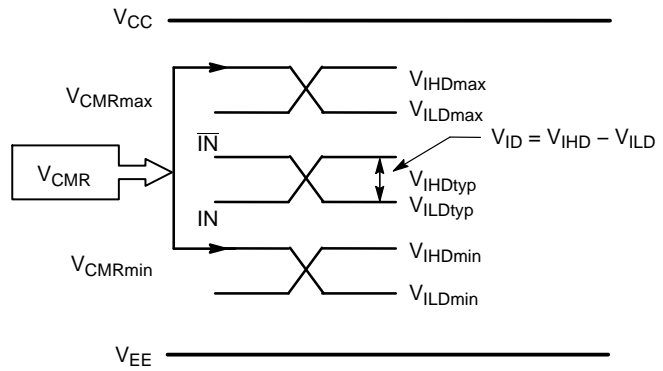 VCC
VIHDmax
VCMRmax
VILDmax
IN
VID = VIHD − VILD
VCMR
VIHDtyp
VILDtyp
IN
VIHDmin
VCMRmin
VILDmin
VEE